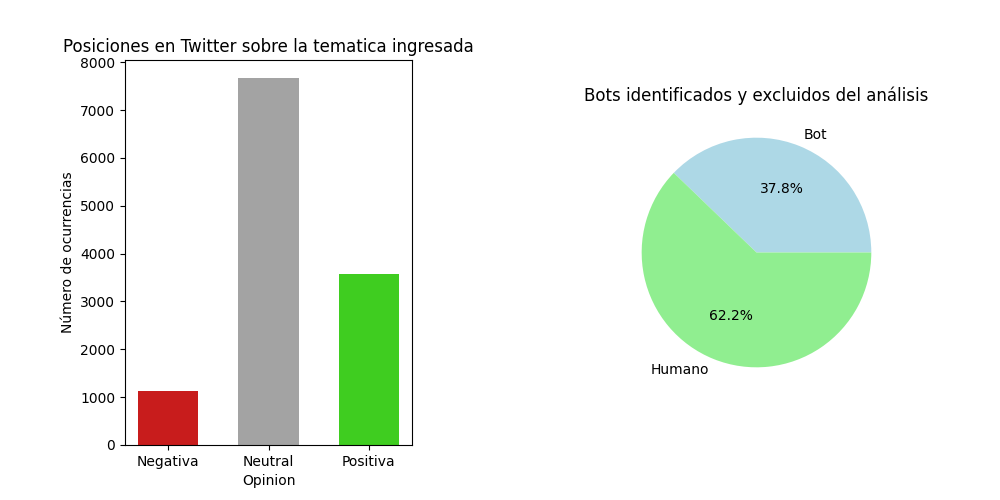 Posiciones en Twitter sobre la tematica ingresada
8000
7000
6000
5000
4000
3000
2000
1000
0
Número de ocurrencias
Negativa
Neutral
Positiva
Opinion
Bots identificados y excluidos del análisis
Bot
37.8%
62.2%
Humano